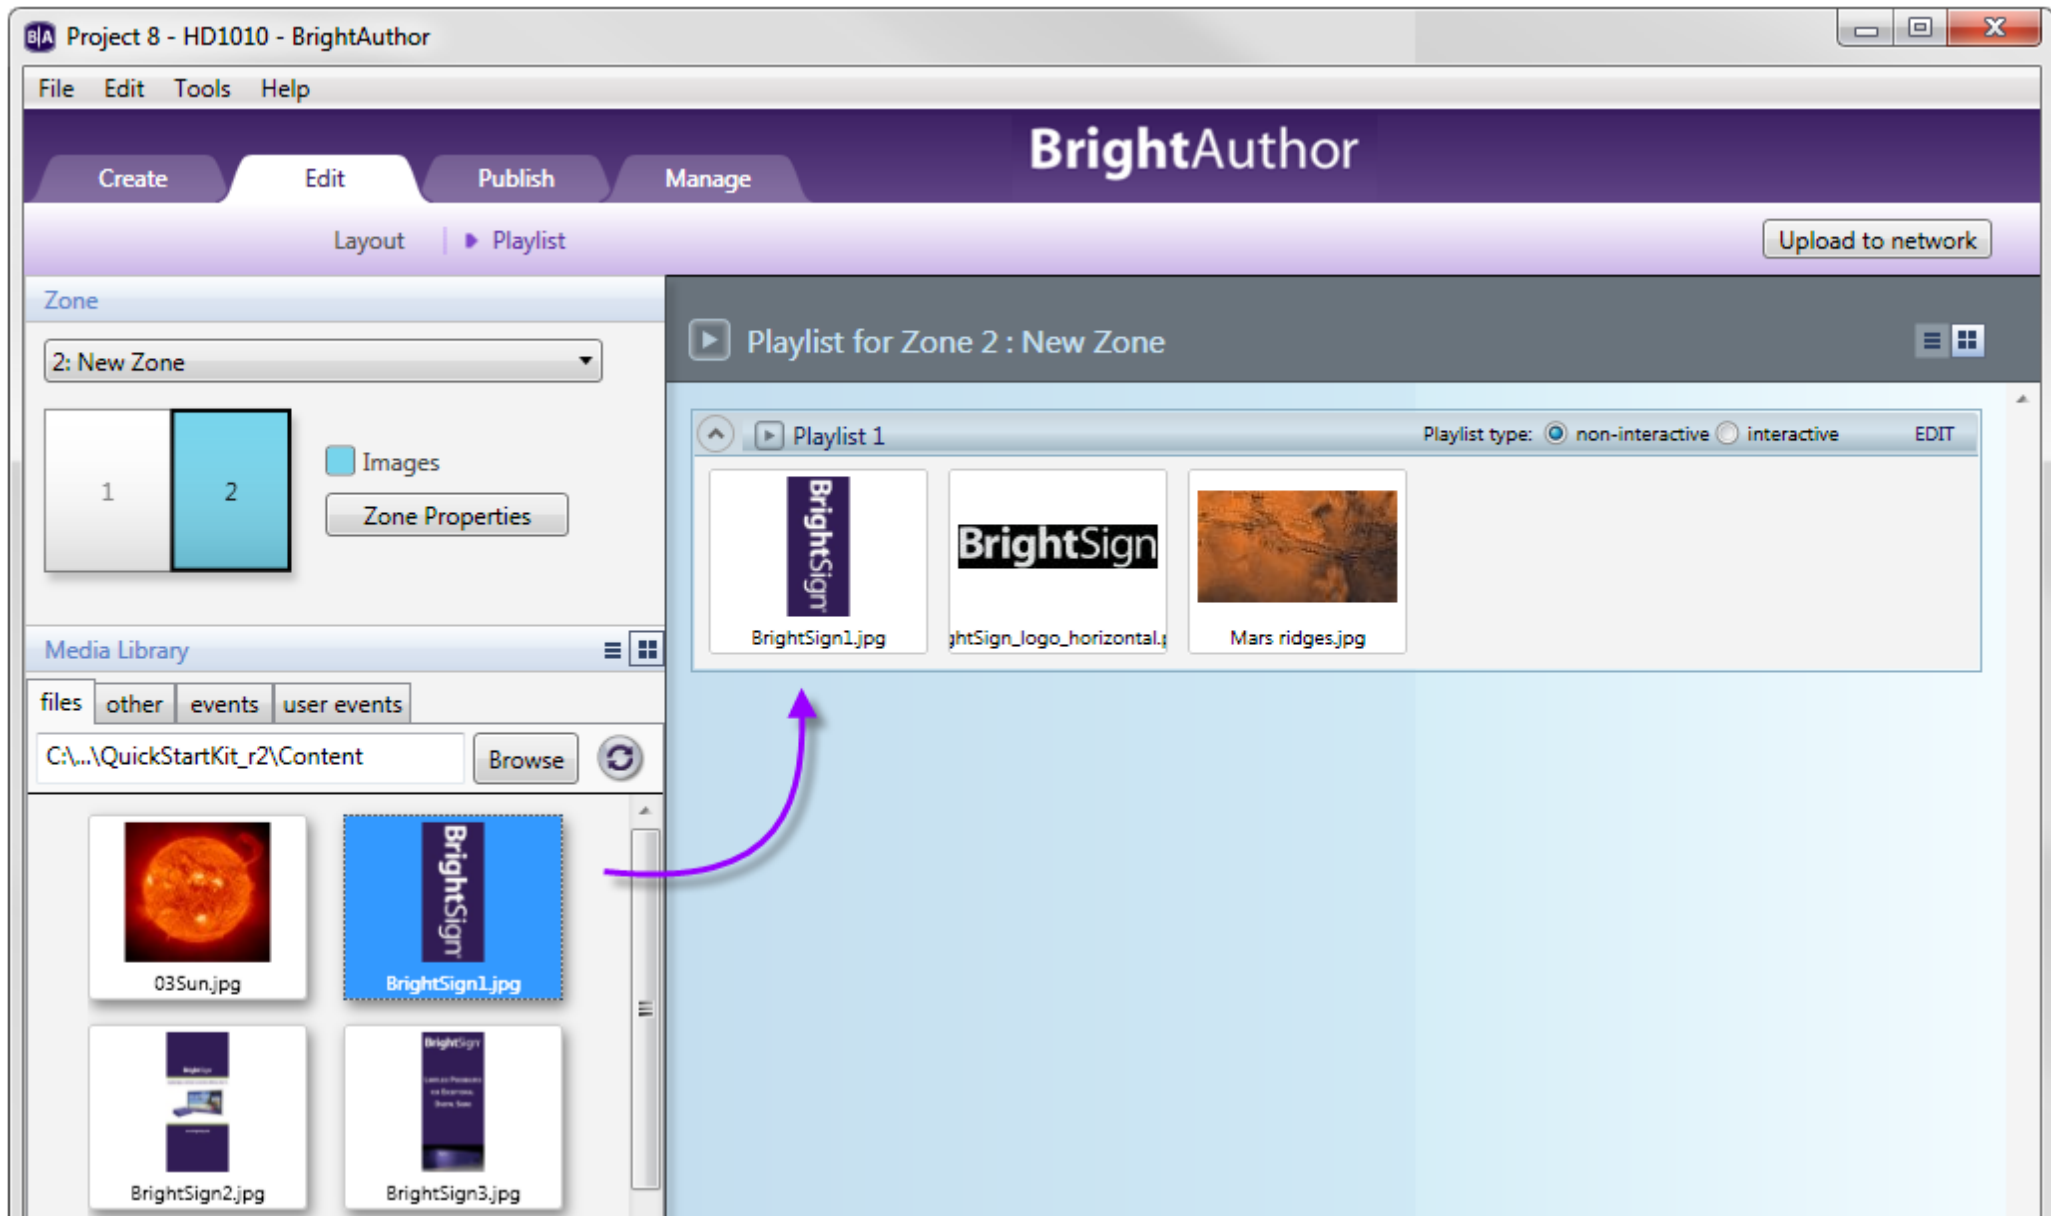 B|A Project 8 - HD1010 - BrightAuthor
File Edit Tools Help
BrightAuthor
Create Edit Publish Manage
Layout Playlist
Upload to network
Zone
2: New Zone
1 2
Images
Zone Properties
Playlist for Zone 2 : New Zone
Playlist 1
Playlist type: non-interactive interactive EDIT
BrightSign
BrightSign
BrightSign1.jpg
ghtSign_logo_horizontal.p
Mars ridges.jpg
Media Library
files other events user events
C:\...\QuickStartKit_r2\Content
Browse
BrightSign
03Sun.jpg
BrightSign1.jpg
BrightSign
BrightSign
BrightSign2.jpg
BrightSign3.jpg